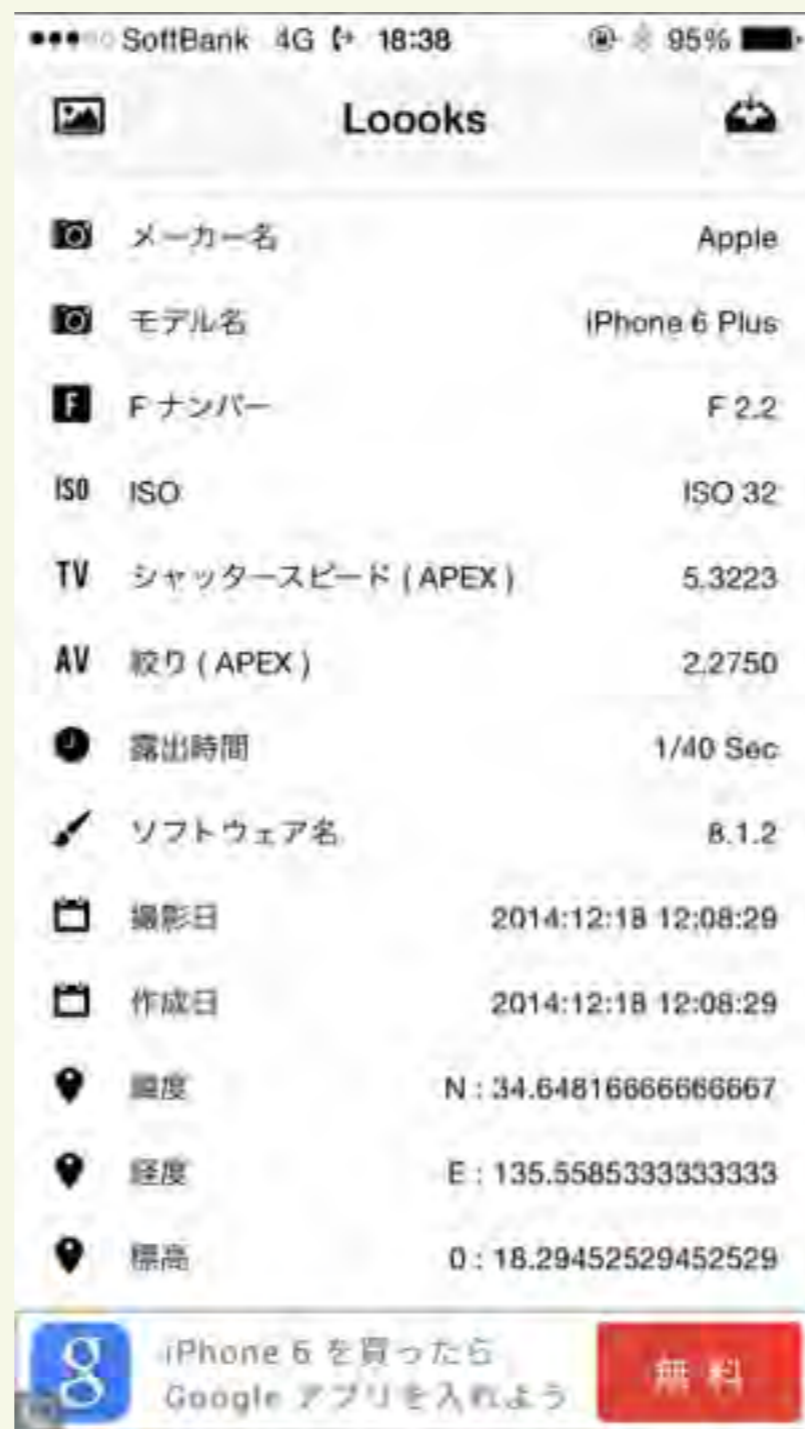 SoftBank 4G 18:38 95%
Loooks
メーカー名 Apple
モデル名 iPhone 6 Plus
F F ナンバー F 2.2
ISO ISO ISO 32
TV シャッタースピード ( APEX ) 5.3223
AV 絞り ( APEX ) 2.2750
露出時間 1/40 Sec
ソフトウェア名 8.1.2
撮影日 2014:12:18 12:08:29
作成日 2014:12:18 12:08:29
緯度 N : 34.64816666666667
経度 E : 135.5585333333333
標高 0 : 18.29452529452529
g iPhone 6 を買ったら
Google アプリを入れよう
無料